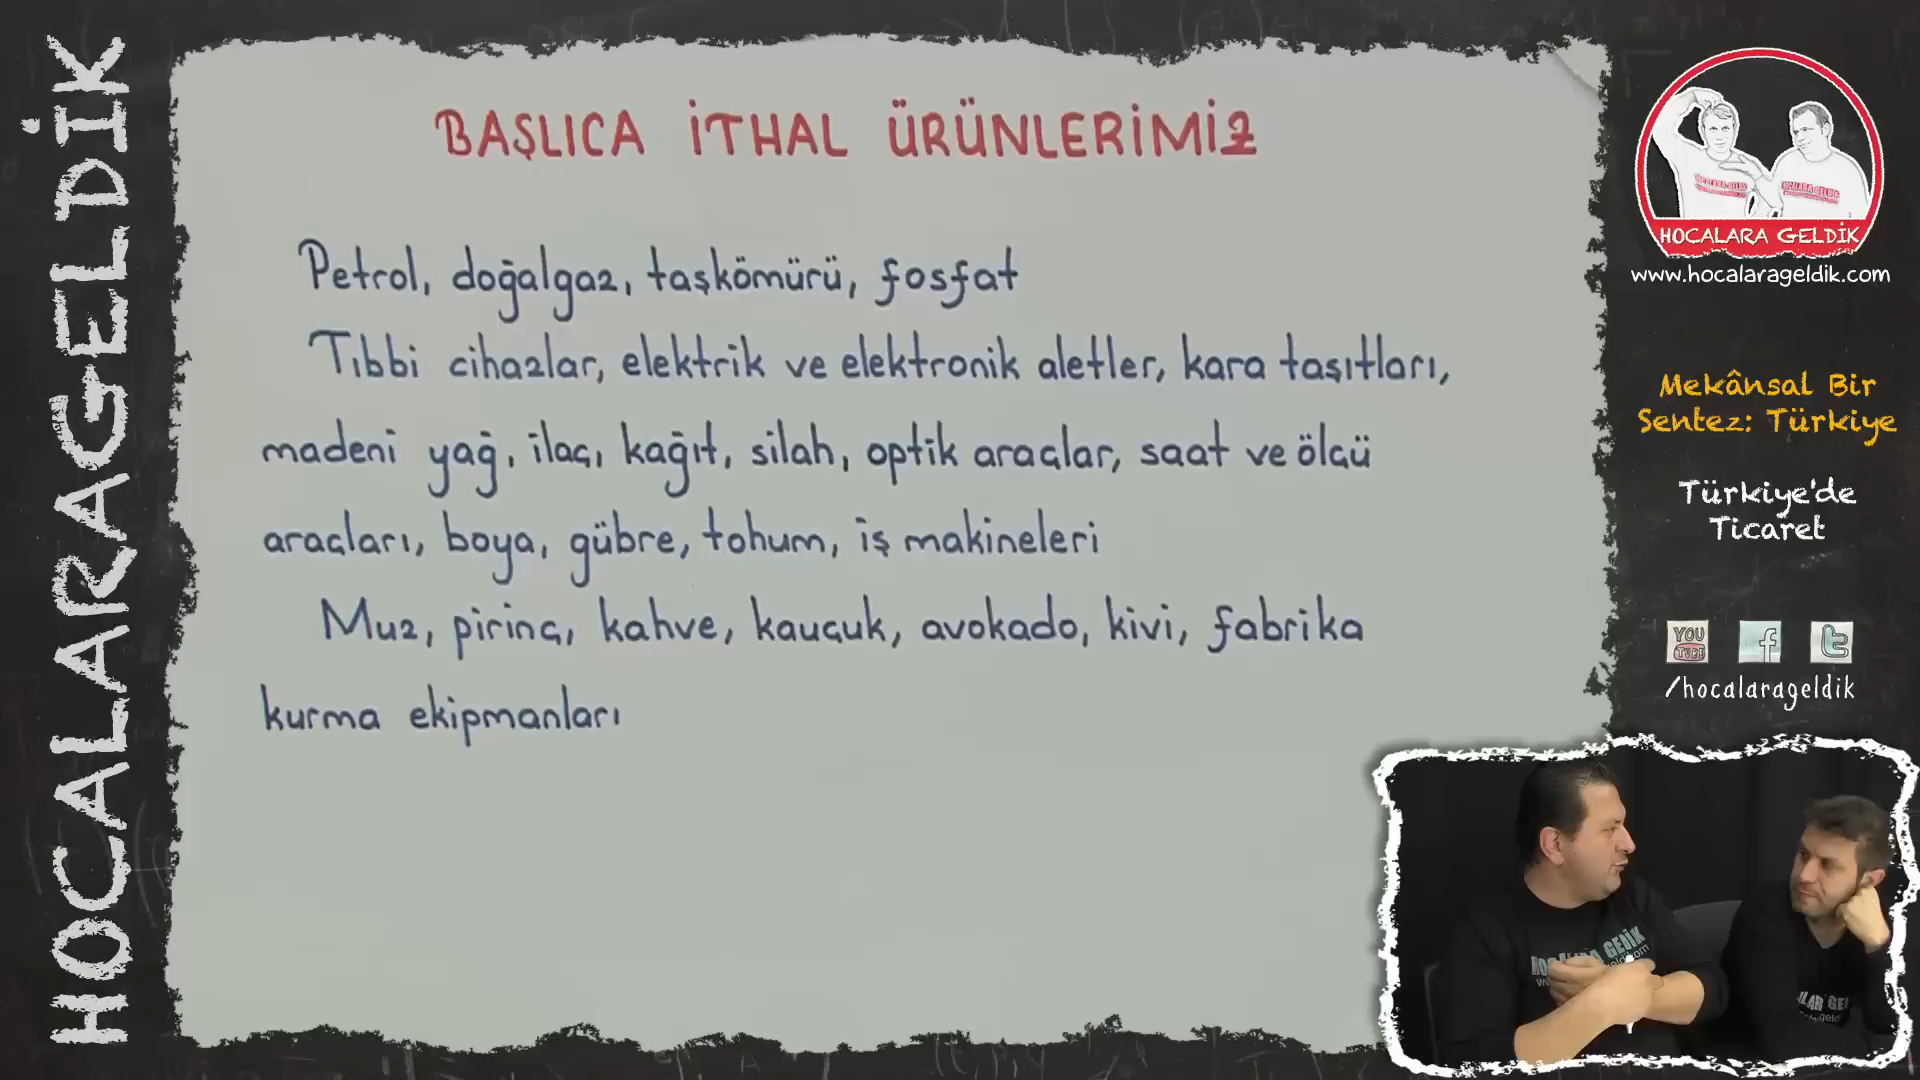 HOCALARAGELDİK
BAŞLICA İTHAL ÜRÜNLERİMİZ
Petrol, doğalgaz, taşkömürü, fosfat
Tıbbi cihazlar, elektrik ve elektronik aletler, kara taşıtları,
madeni yağ, ilaç, kağıt, silah, optik araçlar, saat ve ölçü
araçları, boya, gübre, tohum, iş makineleri
Muz, pirinç, kahve, kauçuk, avokado, kivi, fabrika
kurma ekipmanları
HOCALARA GELDİK
www.hocalarageldik.com
Mekânsal Bir
Sentez: Türkiye
Türkiye'de
Ticaret
YOU
TUBE
/hocalarageldik